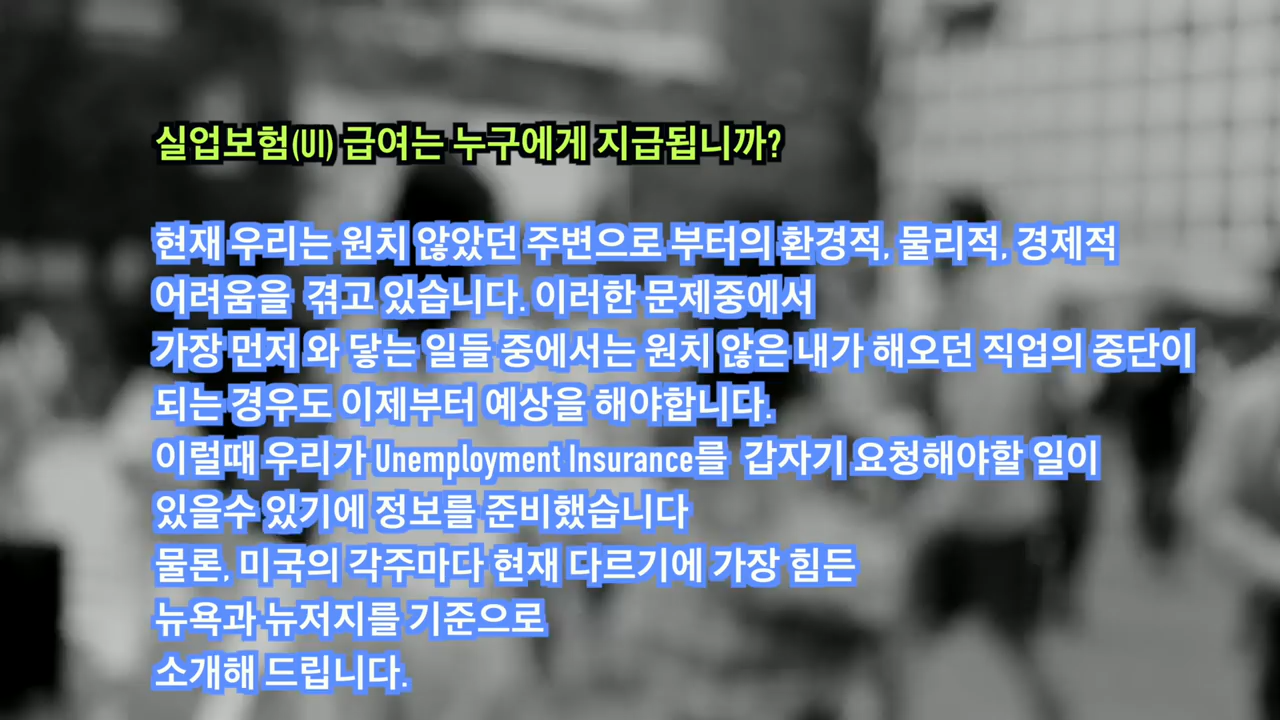 실업보험(UI) 급여는 누구에게 지급됩니까?
현재 우리는 원치 않았던 주변으로 부터의 환경적, 물리적, 경제적
어려움을 겪고 있습니다. 이러한 문제중에서
가장 먼저 와 닿는 일들 중에서는 원치 않은 내가 해오던 직업의 중단이
되는 경우도 이제부터 예상을 해야합니다.
이럴때 우리가 Unemployment Insurance를 갑자기 요청해야할 일이
있을수 있기에 정보를 준비했습니다
물론, 미국의 각주마다 현재 다르기에 가장 힘든
뉴욕과 뉴저지를 기준으로
소개해 드립니다.